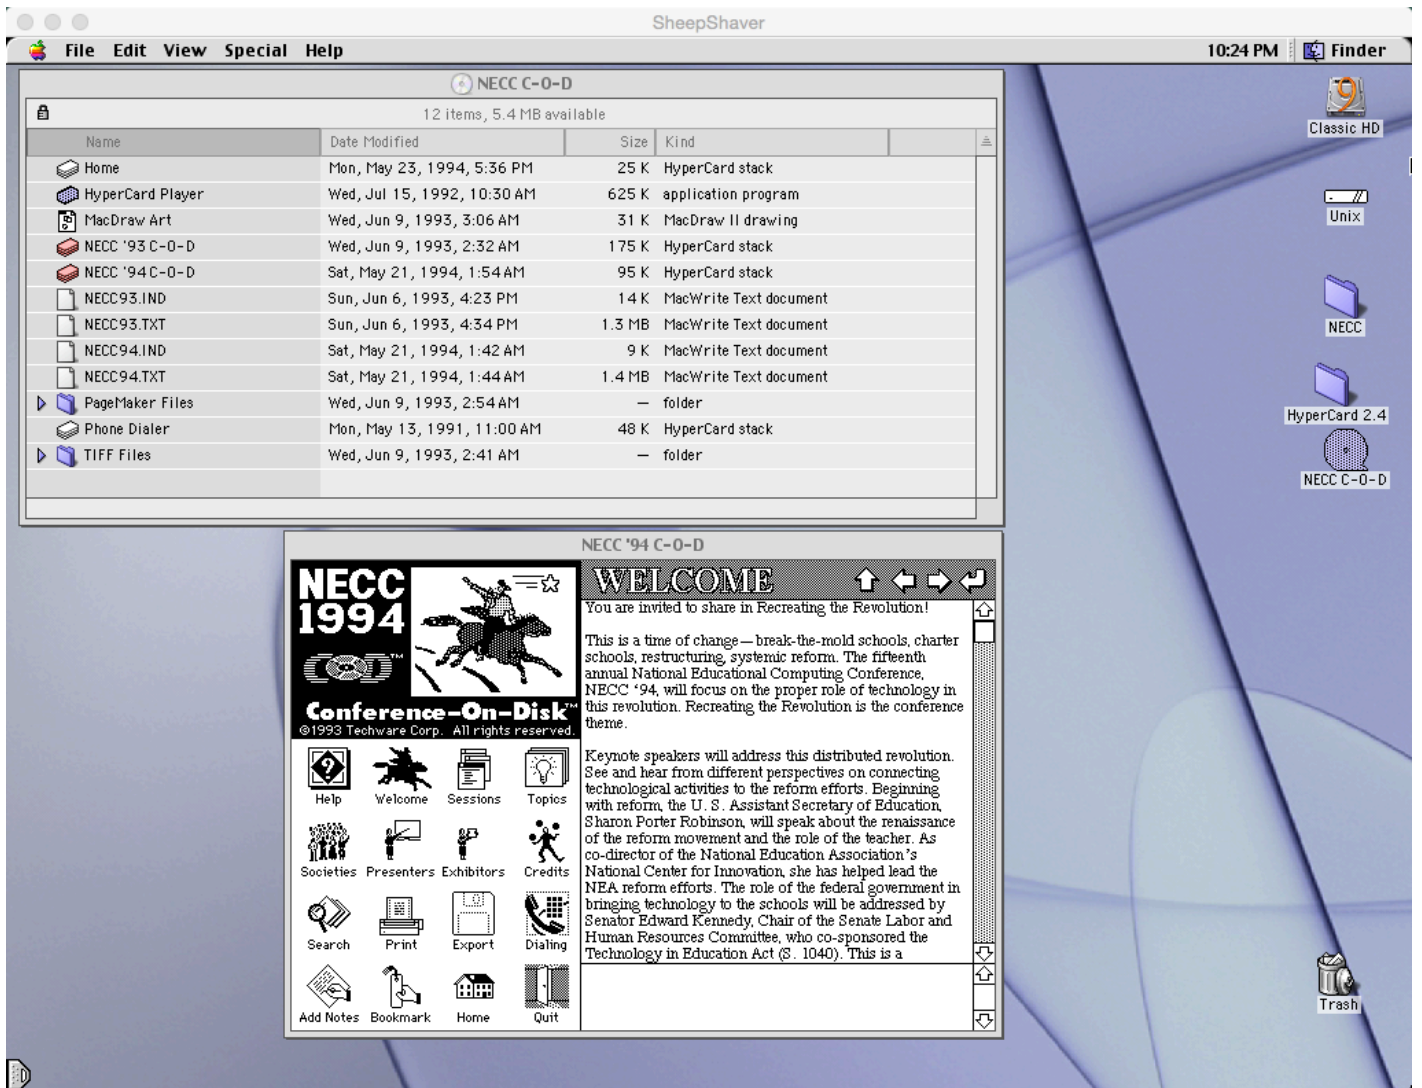 SheepShaver
File Edit View Special Help 10:24 PM Finder
NECC C-O-D
12 items, 5.4 MB available
Name Date Modified Size Kind
Home Mon, May 23, 1994, 5:36 PM 25 K HyperCard stack
HyperCard Player Wed, Jul 15, 1992, 10:30 AM 625 K application program
MacDraw Art Wed, Jun 9, 1993, 3:06 AM 31 K MacDraw II drawing
NECC '93 C-O-D Wed, Jun 9, 1993, 2:32 AM 175 K HyperCard stack
NECC '94 C-O-D Sat, May 21, 1994, 1:54 AM 95 K HyperCard stack
NECC93.IND Sun, Jun 6, 1993, 4:23 PM 14 K MacWrite Text document
NECC93.TXT Sun, Jun 6, 1993, 4:34 PM 1.3 MB MacWrite Text document
NECC94.IND Sat, May 21, 1994, 1:42 AM 9 K MacWrite Text document
NECC94.TXT Sat, May 21, 1994, 1:44 AM 1.4 MB MacWrite Text document
PageMaker Files Wed, Jun 9, 1993, 2:54 AM — folder
Phone Dialer Mon, May 13, 1991, 11:00 AM 48 K HyperCard stack
TIFF Files Wed, Jun 9, 1993, 2:41 AM — folder
9
Classic HD
Unix
NECC
HyperCard 2.4
NECC C-O-D
Trash
NECC '94 C-O-D
NECC
1994
COD™
Conference-On-Disk™
©1993 Techware Corp. All rights reserved.
Help Welcome Sessions Topics
Societies Presenters Exhibitors Credits
Search Print Export Dialing
Add Notes Bookmark Home Quit
WELCOME
You are invited to share in Recreating the Revolution!
This is a time of change—break-the-mold schools, charter
schools, restructuring, systemic reform. The fifteenth
annual National Educational Computing Conference,
NECC '94, will focus on the proper role of technology in
this revolution. Recreating the Revolution is the conference
theme.
Keynote speakers will address this distributed revolution.
See and hear from different perspectives on connecting
technological activities to the reform efforts. Beginning
with reform, the U. S. Assistant Secretary of Education,
Sharon Porter Robinson, will speak about the renaissance
of the reform movement and the role of the teacher. As
co-director of the National Education Association's
National Center for Innovation, she has helped lead the
NEA reform efforts. The role of the federal government in
bringing technology to the schools will be addressed by
Senator Edward Kennedy, Chair of the Senate Labor and
Human Resources Committee, who co-sponsored the
Technology in Education Act (S. 1040). This is a